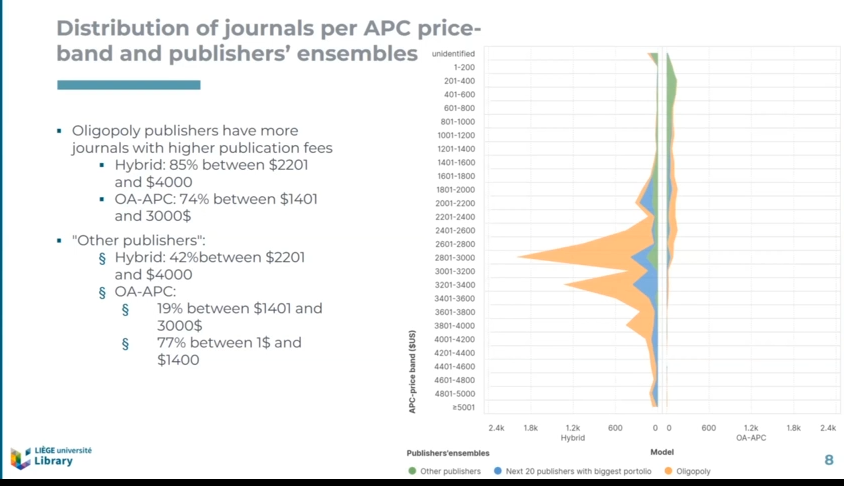 Distribution of journals per APC price-
band and publishers’ ensembles
Oligopoly publishers have more
journals with higher publication fees
Hybrid: 85% between $2201
and $4000
OA-APC: 74% between $1401
and 3000$
"Other publishers":
§ Hybrid: 42%between $2201
and $4000
§ OA-APC:
§ 19% between $1401 and
3000$
§ 77% between 1$ and
$1400
LIÈGE université
Library
unidentified
1-200
201-400
401-600
601-800
801-1000
1001-1200
1201-1400
1401-1600
1601-1800
1801-2000
2001-2200
2201-2400
2401-2600
2601-2800
2801-3000
3001-3200
3201-3400
3401-3600
3601-3800
3801-4000
4001-4200
4201-4400
4401-4600
4601-4800
4801-5000
≥5001
APC-price band ($US)
2.4k 1.8k 1.2k 600 0 0 600 1.2k 1.8k 2.4k
Hybrid OA-APC
Model
Publishers'ensembles
Other publishers Next 20 publishers with biggest portolio Oligopoly
8